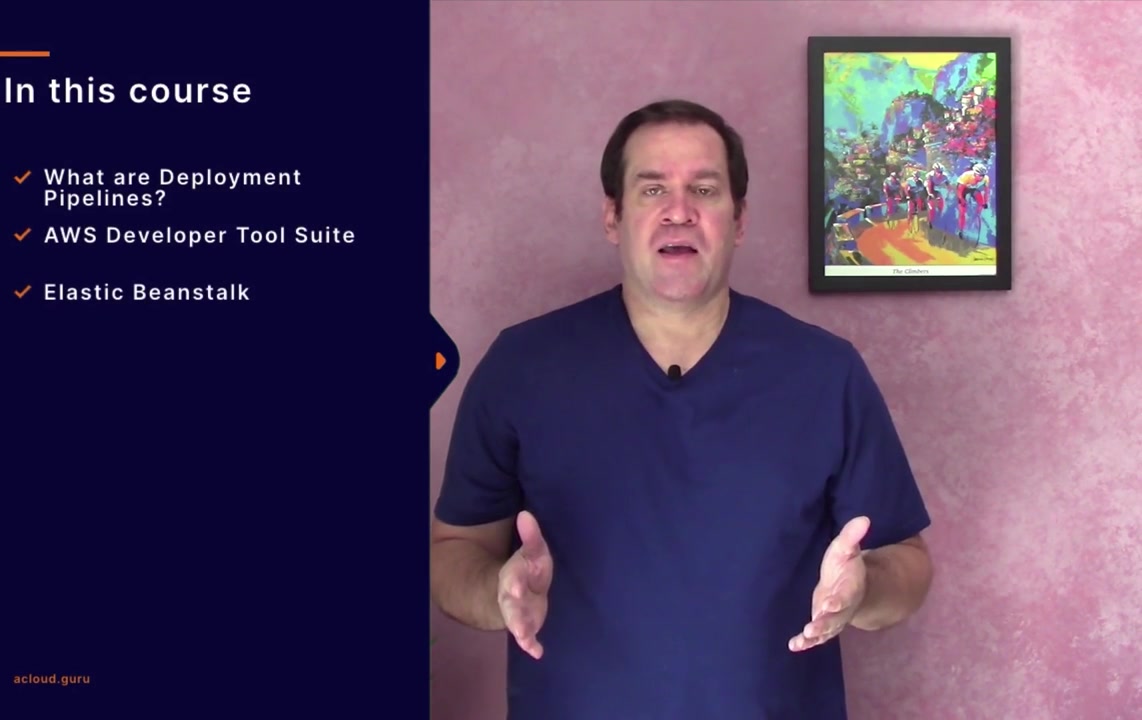 In this course
What are Deployment
Pipelines?
AWS Developer Tool Suite
Elastic Beanstalk
acloud.guru
The Climbers